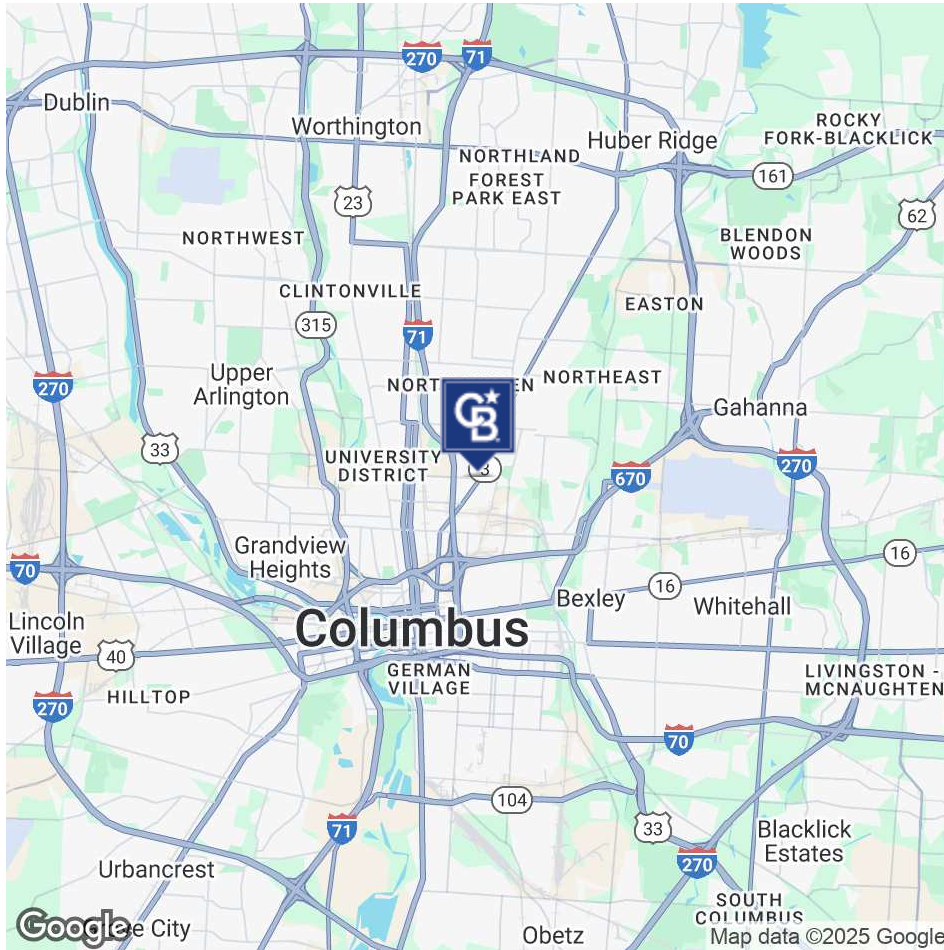 270
71
Dublin
Worthington
ROCKY
FORK-BLACKLICK
Huber Ridge
NORTHLAND
FOREST
PARK EAST
161
23
62
NORTHWEST
BLENDON
WOODS
CLINTONVILLE
EASTON
315
71
270
Upper
Arlington
NORTHEAST
CB
Gahanna
33
UNIVERSITY
DISTRICT
3
670
270
Grandview
Heights
16
70
16
Bexley
Whitehall
Lincoln
Village
Columbus
40
GERMAN
VILLAGE
LIVINGSTON -
MCNAUGHTEN
HILLTOP
270
70
104
71
33
Blacklick
Estates
270
Urbancrest
SOUTH
COLUMBUS
Google
City
Obetz
Map data ©2025 Google